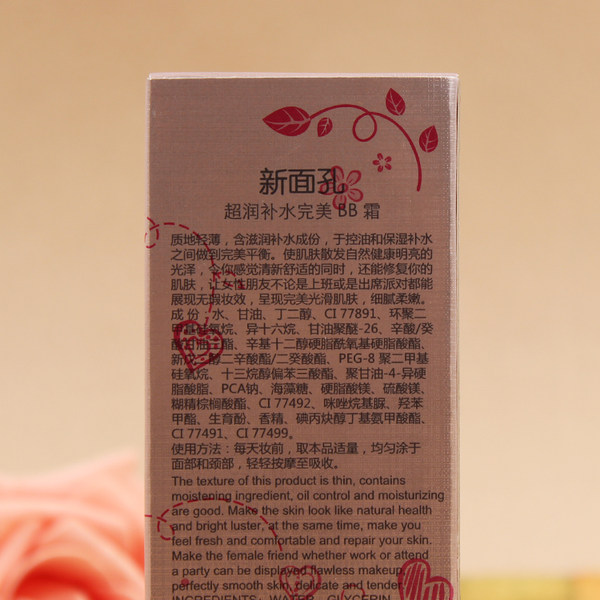 新面孔
超润补水完美 BB 霜
质地轻薄，含滋润补水成份，于控油和保湿补水
之间做到完美平衡。使肌肤散发自然健康明亮的
光泽，令你感觉清新舒适的同时，还能修复你的
肌肤，让女性朋友不论是上班或是出席派对都能
展现无瑕妆效，呈现完美光滑肌肤，细腻柔嫩。
成 份：水、甘油、丁二醇、CI 77891、环聚二
甲基硅氧烷、异十六烷、甘油聚醚-26、辛酸/癸
酸甘油三酯、辛基十二醇硬脂酰氧基硬脂酸酯、
新戊二醇二辛酸酯/二癸酸酯、PEG-8 聚二甲基
硅氧烷、十三烷醇偏苯三酸酯、聚甘油-4-异硬
脂酸酯、PCA钠、海藻糖、硬脂酸镁、硫酸镁、
糊精棕榈酸酯、CI 77492、咪唑烷基脲、羟苯
甲酯、生育酚、香精、碘丙炔醇丁基氨甲酸酯、
CI 77491、CI 77499。
使用方法：每天妆前，取本品适量，均匀涂于
面部和颈部，轻轻按摩至吸收。
The texture of this product is thin, contains
moistening ingredient, oil control and moisturizing
are good. Make the skin look like natural health
and bright luster, at the same time, make you
feel fresh and comfortable and repair your skin.
Make the female friend whether work or attend
a party can be displayed flawless makeup,
perfectly smooth skin, delicate and tender.
INGREDIENTS: WATER, GLYCERIN,